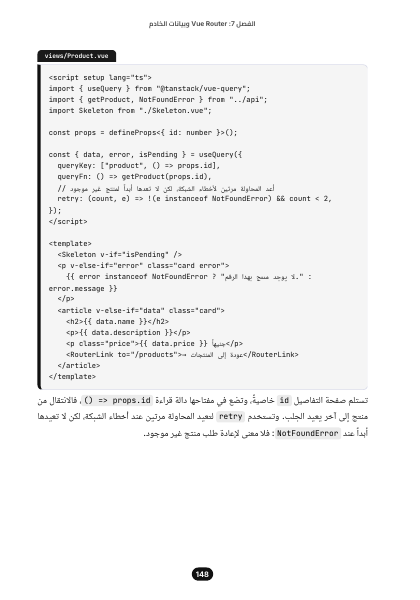 الفصل 7: Vue Router وبيانات الخادم
views/Product.vue
<script setup lang="ts">
import { useQuery } from "@tanstack/vue-query";
import { getProduct, NotFoundError } from "../api";
import Skeleton from "./Skeleton.vue";
const props = defineProps<{ id: number }>();
const { data, error, isPending } = useQuery({
  queryKey: ["product", () => props.id],
  queryFn: () => getProduct(props.id),
  // أعد المحاولة مرتين لأخطاء الشبكة، لكن لا تعدها أبداً لمنتج غير موجود
  retry: (count, e) => !(e instanceof NotFoundError) && count < 2,
});
</script>
<template>
  <Skeleton v-if="isPending" />
  <p v-else-if="error" class="card error">
    {{ error instanceof NotFoundError ? "لا يوجد منتج بهذا الرقم." :
error.message }}
  </p>
  <article v-else-if="data" class="card">
    <h2>{{ data.name }}</h2>
    <p>{{ data.description }}</p>
    <p class="price">{{ data.price }} جنيهاً</p>
    <RouterLink to="/products">→ عودة إلى المنتجات</RouterLink>
  </article>
</template>
تستلم صفحة التفاصيل id خاصيةً، وتضع في مفتاحها دالة قراءة () => props.id، فالانتقال من
منتج إلى آخر يعيد الجلب. وتستخدم retry لتعيد المحاولة مرتين عند أخطاء الشبكة، لكن لا تعيدها
أبداً عند NotFoundError: فلا معنى لإعادة طلب منتج غير موجود.
148